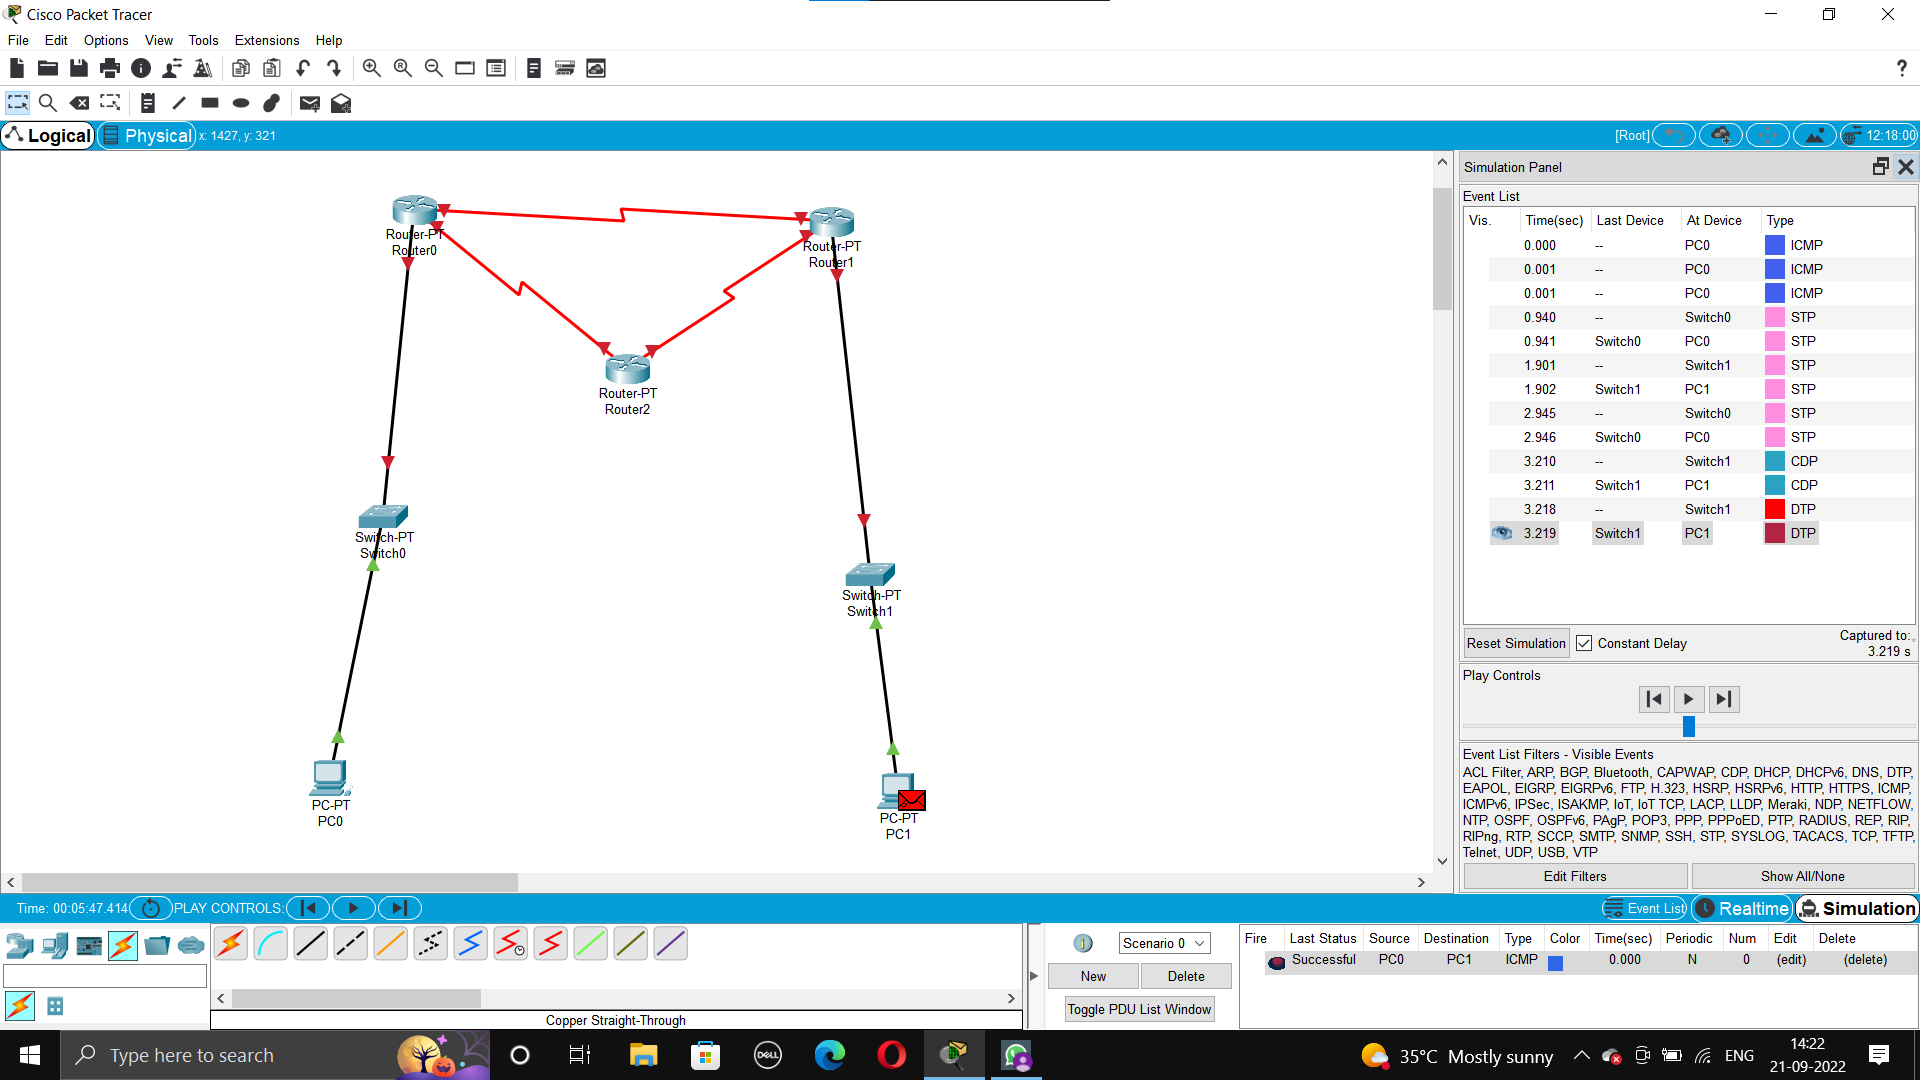 Cisco Packet Tracer
File Edit Options View Tools Extensions Help
?
Logical Physical x: 1427, y: 321
[Root] 12:18:00
Router-PT
Router0
Router-PT
Router1
Router-PT
Router2
Switch-PT
Switch0
Switch-PT
Switch1
PC-PT
PC0
PC-PT
PC1
Simulation Panel
Event List
Vis. Time(sec) Last Device At Device Type
0.000 -- PC0 ICMP
0.001 -- PC0 ICMP
0.001 -- PC0 ICMP
0.940 -- Switch0 STP
0.941 Switch0 PC0 STP
1.901 -- Switch1 STP
1.902 Switch1 PC1 STP
2.945 -- Switch0 STP
2.946 Switch0 PC0 STP
3.210 -- Switch1 CDP
3.211 Switch1 PC1 CDP
3.218 -- Switch1 DTP
3.219 Switch1 PC1 DTP
Reset Simulation Constant Delay
Captured to:
3.219 s
Play Controls
Event List Filters - Visible Events
ACL Filter, ARP, BGP, Bluetooth, CAPWAP, CDP, DHCP, DHCPv6, DNS, DTP,
EAPOL, EIGRP, EIGRPv6, FTP, H.323, HSRP, HSRPv6, HTTP, HTTPS, ICMP,
ICMPv6, IPSec, ISAKMP, IoT, IoT TCP, LACP, LLDP, Meraki, NDP, NETFLOW,
NTP, OSPF, OSPFv6, PAgP, POP3, PPP, PPPoED, PTP, RADIUS, REP, RIP,
RIPng, RTP, SCCP, SMTP, SNMP, SSH, STP, SYSLOG, TACACS, TCP, TFTP,
Telnet, UDP, USB, VTP
Edit Filters Show All/None
Time: 00:05:47.414 PLAY CONTROLS:
Event List Realtime Simulation
Copper Straight-Through
Scenario 0
New Delete
Toggle PDU List Window
Fire Last Status Source Destination Type Color Time(sec) Periodic Num Edit Delete
Successful PC0 PC1 ICMP 0.000 N 0 (edit) (delete)
Type here to search
DELL
35°C Mostly sunny
ENG
14:22
21-09-2022